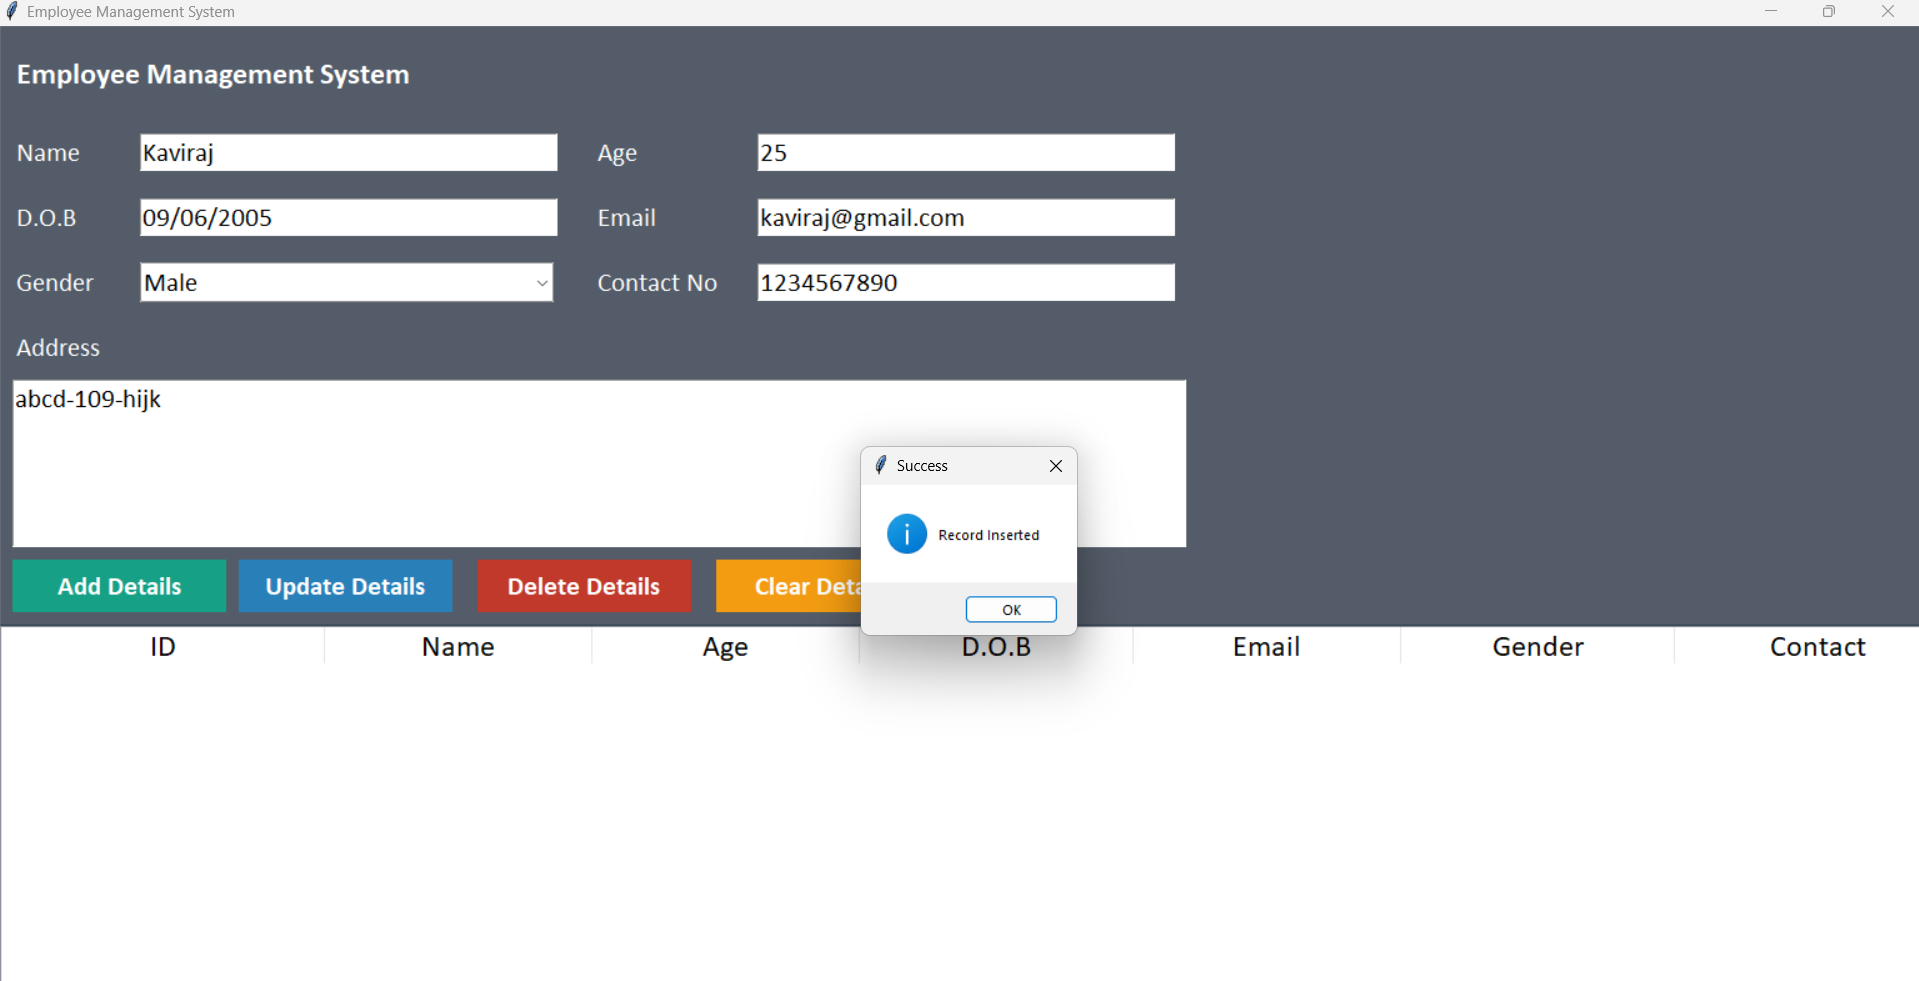 Employee Management System
Employee Management System
Name Kaviraj Age 25
D.O.B 09/06/2005 Email kaviraj@gmail.com
Gender Male Contact No 1234567890
Address
abcd-109-hijk
Success
Record Inserted
Add Details Update Details Delete Details Clear Deta
OK
ID Name Age D.O.B Email Gender Contact